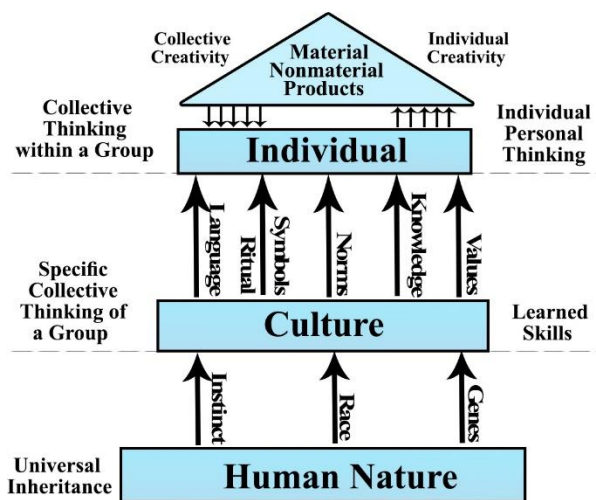 Collective
Creativity
Material
Nonmaterial
Products
Individual
Creativity
Collective
Thinking
within a Group
Individual
Individual
Personal
Thinking
Language
Ritual
Symbols
Norms
Knowledge
Values
Specific
Collective
Thinking of
a Group
Culture
Learned
Skills
Instinct
Race
Genes
Universal
Inheritance
Human Nature